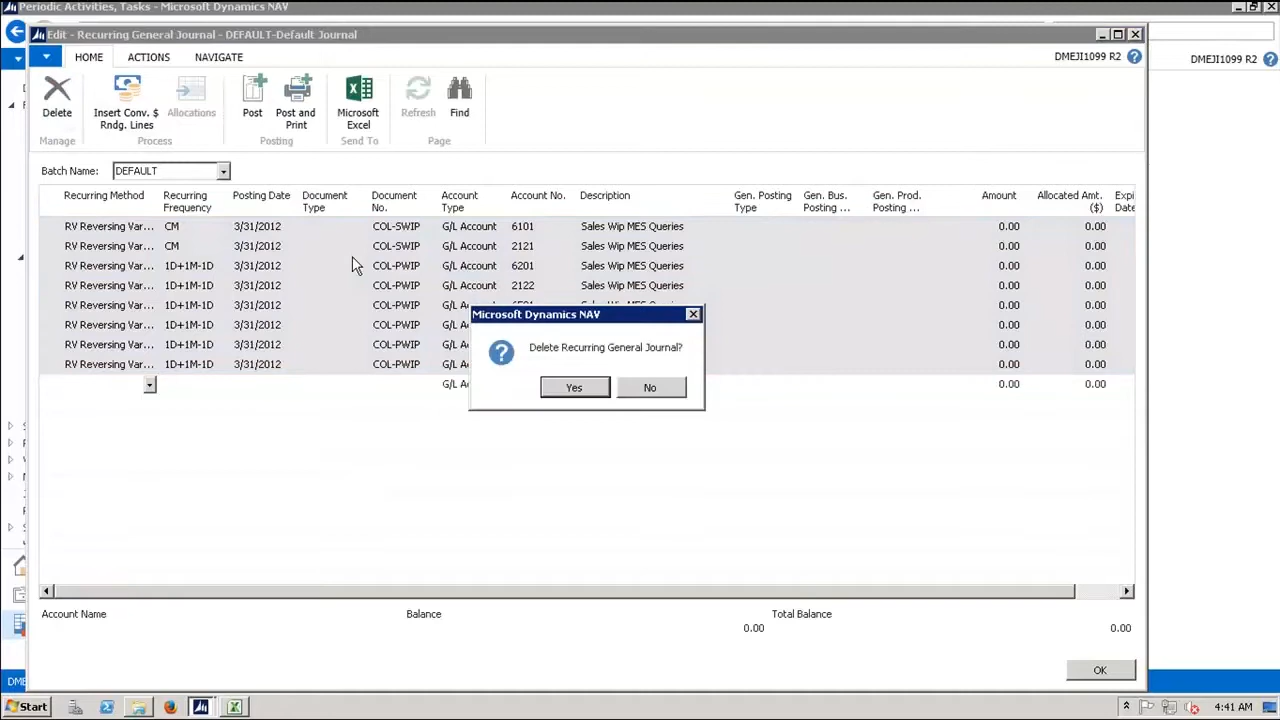 Periodic Activities, Tasks - Microsoft Dynamics NAV
Edit - Recurring General Journal - DEFAULT-Default Journal
HOME ACTIONS NAVIGATE DMEJI1099 R2 DMEJI1099 R2
Delete Insert Conv. $ Rndg. Lines Allocations Post Post and Print Microsoft Excel Refresh Find
Manage Process Posting Send To Page
Batch Name: DEFAULT
Recurring Method Recurring Frequency Posting Date Document Type Document No. Account Type Account No. Description Gen. Posting Type Gen. Bus. Posting ... Gen. Prod. Posting ... Amount Allocated Amt. ($) Expi Date
RV Reversing Var... CM 3/31/2012 COL-SWIP G/L Account 6101 Sales Wip MES Queries 0.00 0.00
RV Reversing Var... CM 3/31/2012 COL-SWIP G/L Account 2121 Sales Wip MES Queries 0.00 0.00
RV Reversing Var... 1D+1M-1D 3/31/2012 COL-PWIP G/L Account 6201 Sales Wip MES Queries 0.00 0.00
RV Reversing Var... 1D+1M-1D 3/31/2012 COL-PWIP G/L Account 2122 Sales Wip MES Queries 0.00 0.00
RV Reversing Var... 1D+1M-1D 3/31/2012 COL-PWIP G/L A 0.00 0.00
RV Reversing Var... 1D+1M-1D 3/31/2012 COL-PWIP G/L A 0.00 0.00
RV Reversing Var... 1D+1M-1D 3/31/2012 COL-PWIP G/L A 0.00 0.00
RV Reversing Var... 1D+1M-1D 3/31/2012 COL-PWIP G/L A 0.00 0.00
G/L A 0.00 0.00
Microsoft Dynamics NAV
Delete Recurring General Journal?
Yes No
Account Name Balance Total Balance
0.00 0.00
OK
DME
Start 4:41 AM